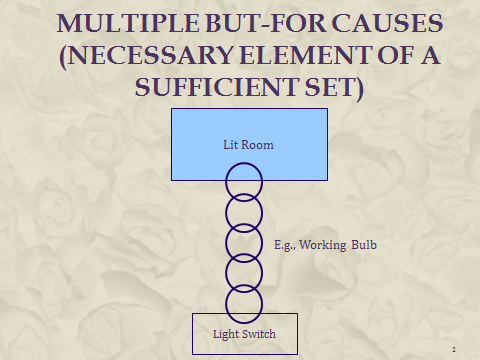 MULTIPLE BUT-FOR CAUSES
(NECESSARY ELEMENT OF A
SUFFICIENT SET)
Lit Room
E.g., Working Bulb
Light Switch
2